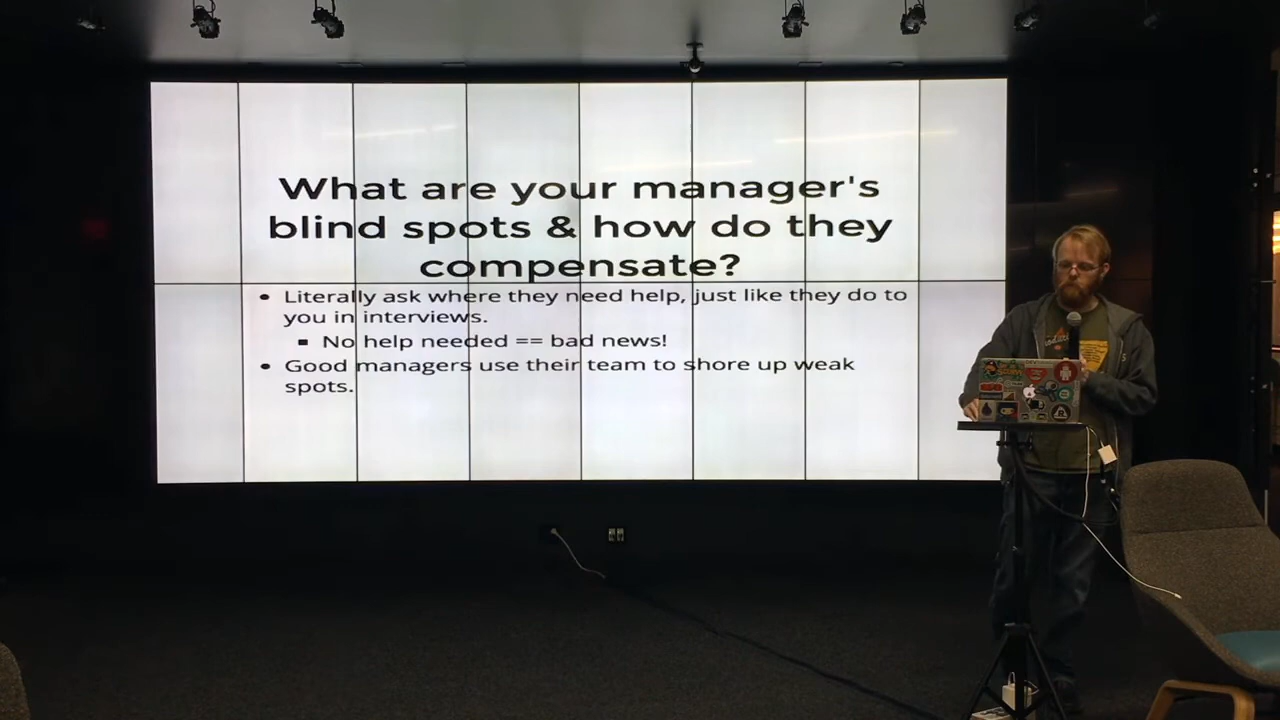 What are your manager's
blind spots & how do they
compensate?
• Literally ask where they need help, just like they do to
you in interviews.
▪ No help needed == bad news!
• Good managers use their team to shore up weak
spots.